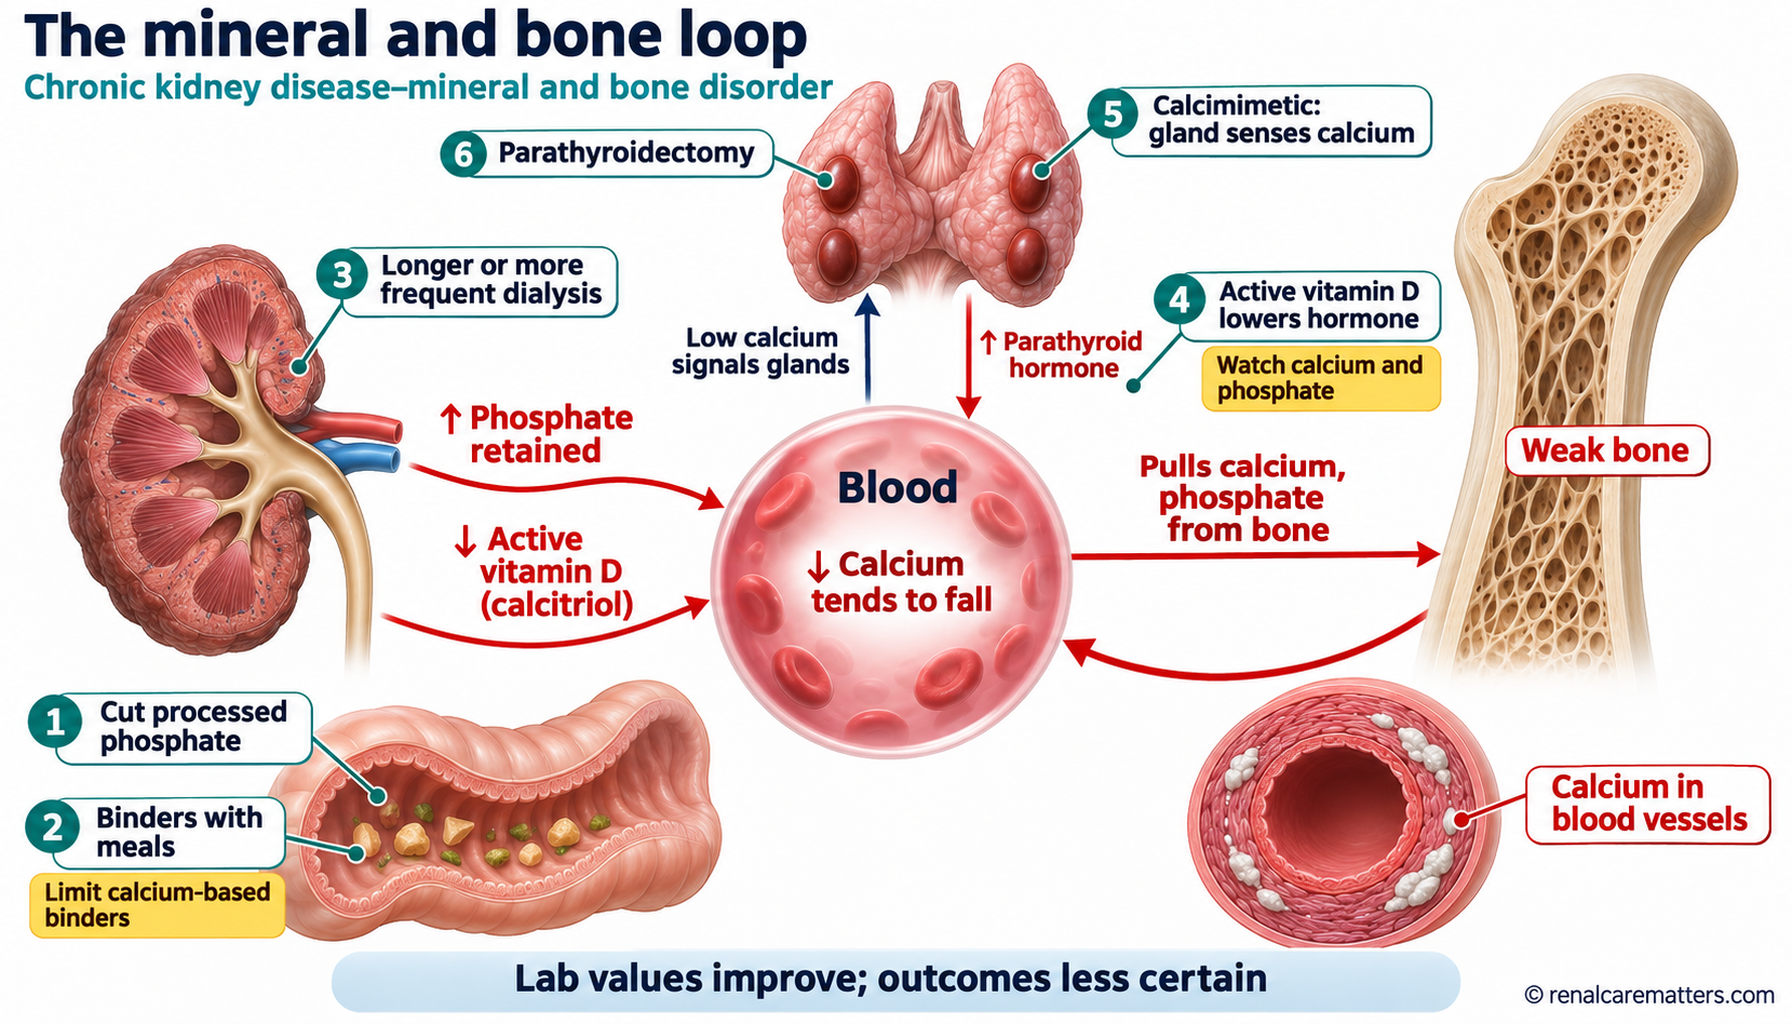 The mineral and bone loop
Chronic kidney disease–mineral and bone disorder
6 Parathyroidectomy
5 Calcimimetic:
gland senses calcium
3 Longer or more
frequent dialysis
4 Active vitamin D
lowers hormone
Watch calcium and
phosphate
Low calcium
signals glands
↑ Parathyroid
hormone
↑ Phosphate
retained
↓ Active
vitamin D
(calcitriol)
Blood
↓ Calcium
tends to fall
Pulls calcium,
phosphate
from bone
Weak bone
1 Cut processed
phosphate
2 Binders with
meals
Limit calcium-based
binders
Calcium in
blood vessels
Lab values improve; outcomes less certain
© renalcarematters.com